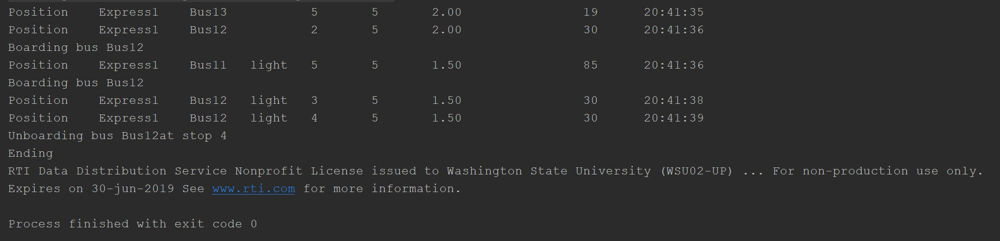 Position    Express1    Bus13           5       5       2.00                19      20:41:35
Position    Express1    Bus12           2       5       2.00                30      20:41:36
Boarding bus Bus12
Position    Express1    Bus11   light   5       5       1.50                85      20:41:36
Boarding bus Bus12
Position    Express1    Bus12   light   3       5       1.50                30      20:41:38
Position    Express1    Bus12   light   4       5       1.50                30      20:41:39
Unboarding bus Bus12at stop 4
Ending
RTI Data Distribution Service Nonprofit License issued to Washington State University (WSU02-UP) ... For non-production use only.
Expires on 30-jun-2019 See www.rti.com for more information.
Process finished with exit code 0